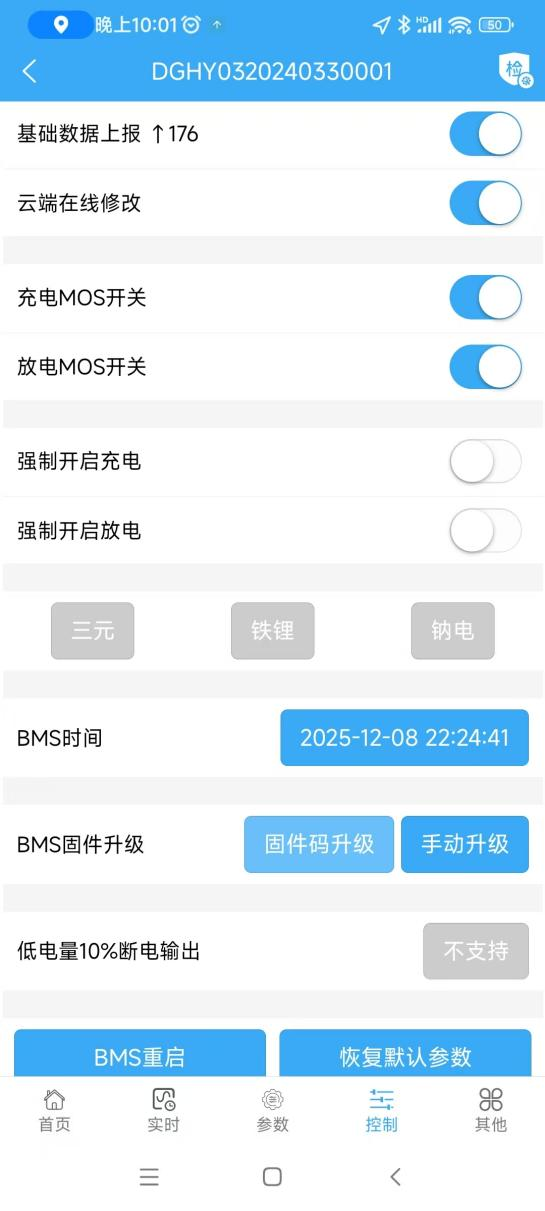 晚上10:01
HD
50
DGHY0320240330001
检
基础数据上报 ↑176
云端在线修改
充电MOS开关
放电MOS开关
强制开启充电
强制开启放电
三元 铁锂 钠电
BMS时间 2025-12-08 22:24:41
BMS固件升级 固件码升级 手动升级
低电量10%断电输出 不支持
BMS重启 恢复默认参数
首页 实时 参数 控制 其他